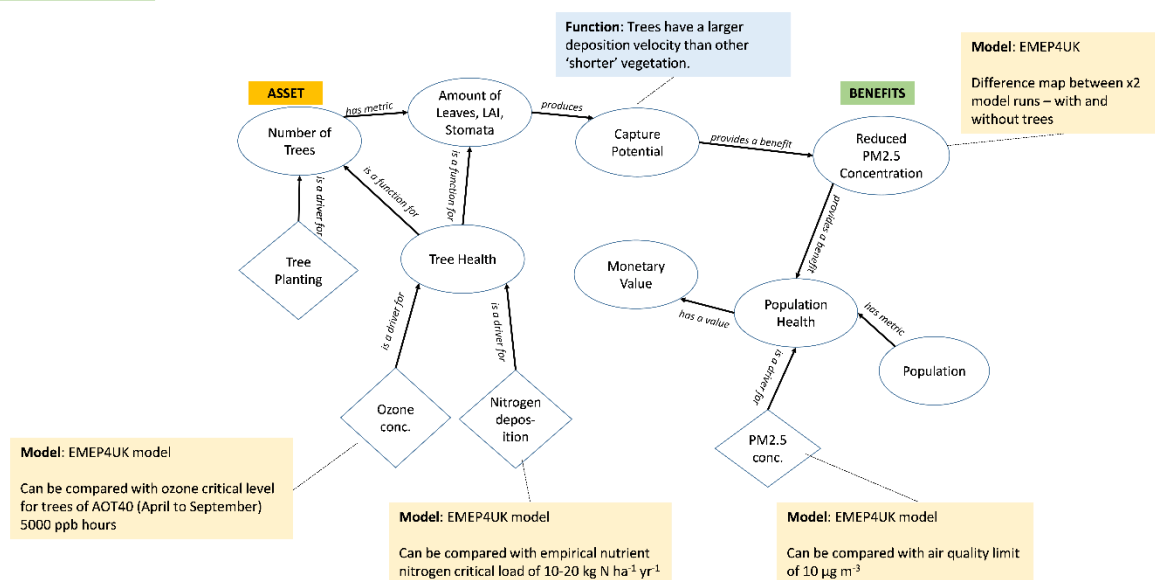 Function: Trees have a larger
deposition velocity than other
‘shorter’ vegetation.
Model: EMEP4UK
Difference map between x2
model runs – with and
without trees
ASSET
BENEFITS
Number of
Trees
has metric
Amount of
Leaves, LAI,
Stomata
produces
Capture
Potential
provides a benefit
Reduced
PM2.5
Concentration
is a driver for
is a function for
is a function for
provides a benefit
Tree
Planting
Tree Health
Monetary
Value
has a value
Population
Health
has metric
Population
is a driver for
is a driver for
is a driver for
Ozone
conc.
Nitrogen
depos-
ition
PM2.5
conc.
Model: EMEP4UK model
Can be compared with ozone critical level
for trees of AOT40 (April to September)
5000 ppb hours
Model: EMEP4UK model
Can be compared with empirical nutrient
nitrogen critical load of 10-20 kg N ha⁻¹ yr⁻¹
Model: EMEP4UK model
Can be compared with air quality limit
of 10 µg m⁻³